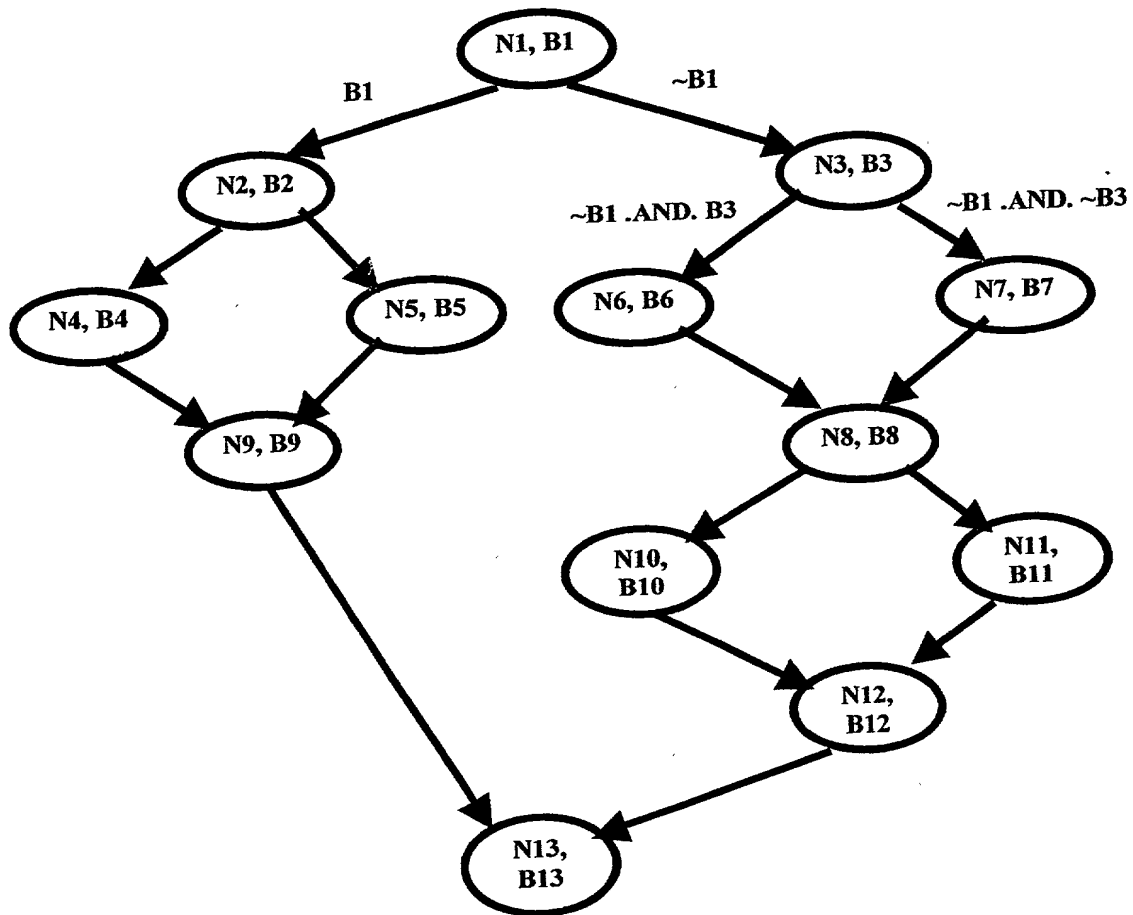 N1, B1
B1
~B1
N2, B2
N3, B3
~B1 .AND. B3
~B1 .AND. ~B3
N4, B4
N5, B5
N6, B6
N7, B7
N9, B9
N8, B8
N10,
B10
N11,
B11
N12,
B12
N13,
B13